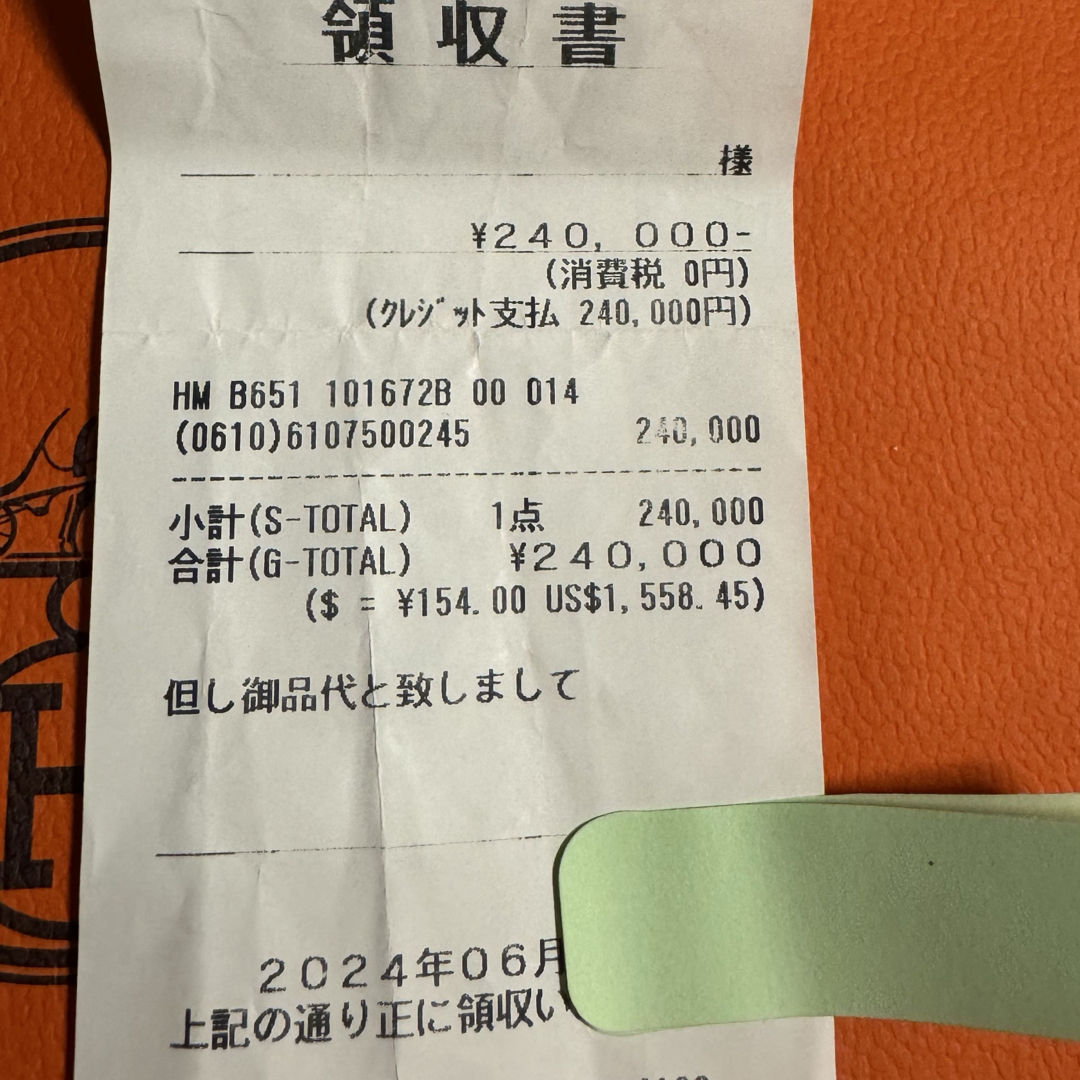 領収書
様
¥240,000-
(消費税 0円)
(クレジット支払 240,000円)
HM B651 101672B 00 014
(0610)6107500245 240,000
小計(S-TOTAL) 1点 240,000
合計(G-TOTAL) ¥240,000
($ = ¥154.00 US$1,558.45)
但し御品代と致しまして
2024年06月
上記の通り正に領収い